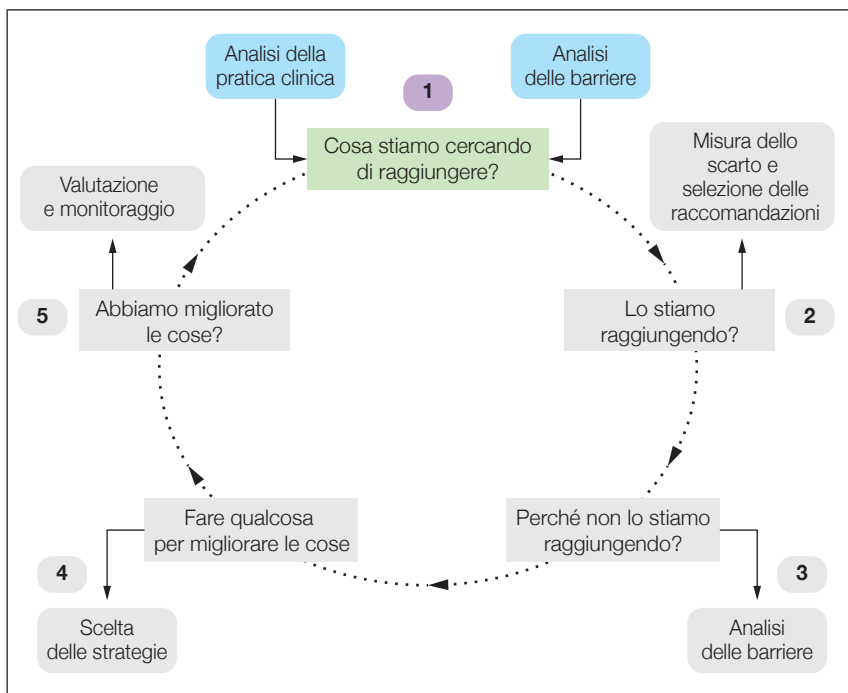 Analisi della
pratica clinica
1
Analisi
delle barriere
Cosa stiamo cercando
di raggiungere?
Misura dello
scarto e
selezione delle
raccomandazioni
Valutazione
e monitoraggio
5
Abbiamo migliorato
le cose?
Lo stiamo
raggiungendo?
2
Fare qualcosa
per migliorare le cose
Perché non lo stiamo
raggiungendo?
4
3
Scelta
delle strategie
Analisi
delle barriere